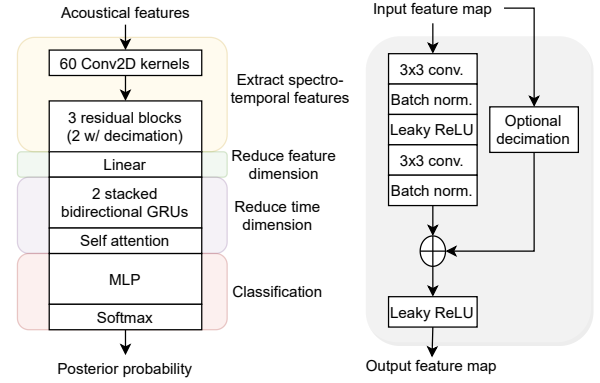 Acoustical features
60 Conv2D kernels
3 residual blocks
(2 w/ decimation)
Linear
2 stacked
bidirectional GRUs
Self attention
MLP
Softmax
Posterior probability
Extract spectro-
temporal features
Reduce feature
dimension
Reduce time
dimension
Classification
Input feature map
3x3 conv.
Batch norm.
Leaky ReLU
3x3 conv.
Batch norm.
Optional
decimation
Leaky ReLU
Output feature map